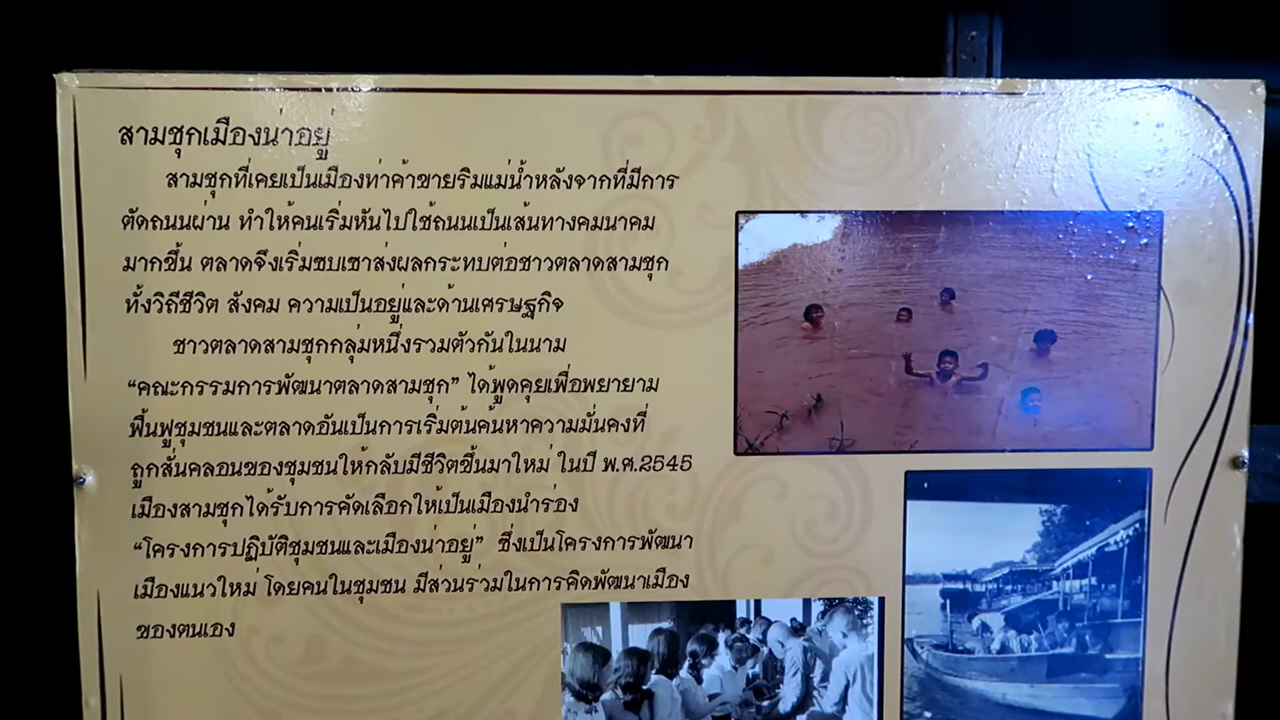 สามชุกเมืองน่าอยู่
สามชุกที่เคยเป็นเมืองท่าค้าขายริมแม่น้ำหลังจากที่มีการ
ตัดถนนผ่าน ทำให้คนเริ่มหันไปใช้ถนนเป็นเส้นทางคมนาคม
มากขึ้น ตลาดจึงเริ่มซบเซาส่งผลกระทบต่อชาวตลาดสามชุก
ทั้งวิถีชีวิต สังคม ความเป็นอยู่และด้านเศรษฐกิจ
ชาวตลาดสามชุกกลุ่มหนึ่งรวมตัวกันในนาม
“คณะกรรมการพัฒนาตลาดสามชุก” ได้พูดคุยเพื่อพยายาม
ฟื้นฟูชุมชนและตลาดอันเป็นการเริ่มต้นค้นหาความมั่นคงที่
ถูกสั่นคลอนของชุมชนให้กลับมีชีวิตขึ้นมาใหม่ ในปี พ.ศ.2545
เมืองสามชุกได้รับการคัดเลือกให้เป็นเมืองนำร่อง
“โครงการปฏิบัติชุมชนและเมืองน่าอยู่” ซึ่งเป็นโครงการพัฒนา
เมืองแนวใหม่ โดยคนในชุมชน มีส่วนร่วมในการคิดพัฒนาเมือง
ของตนเอง